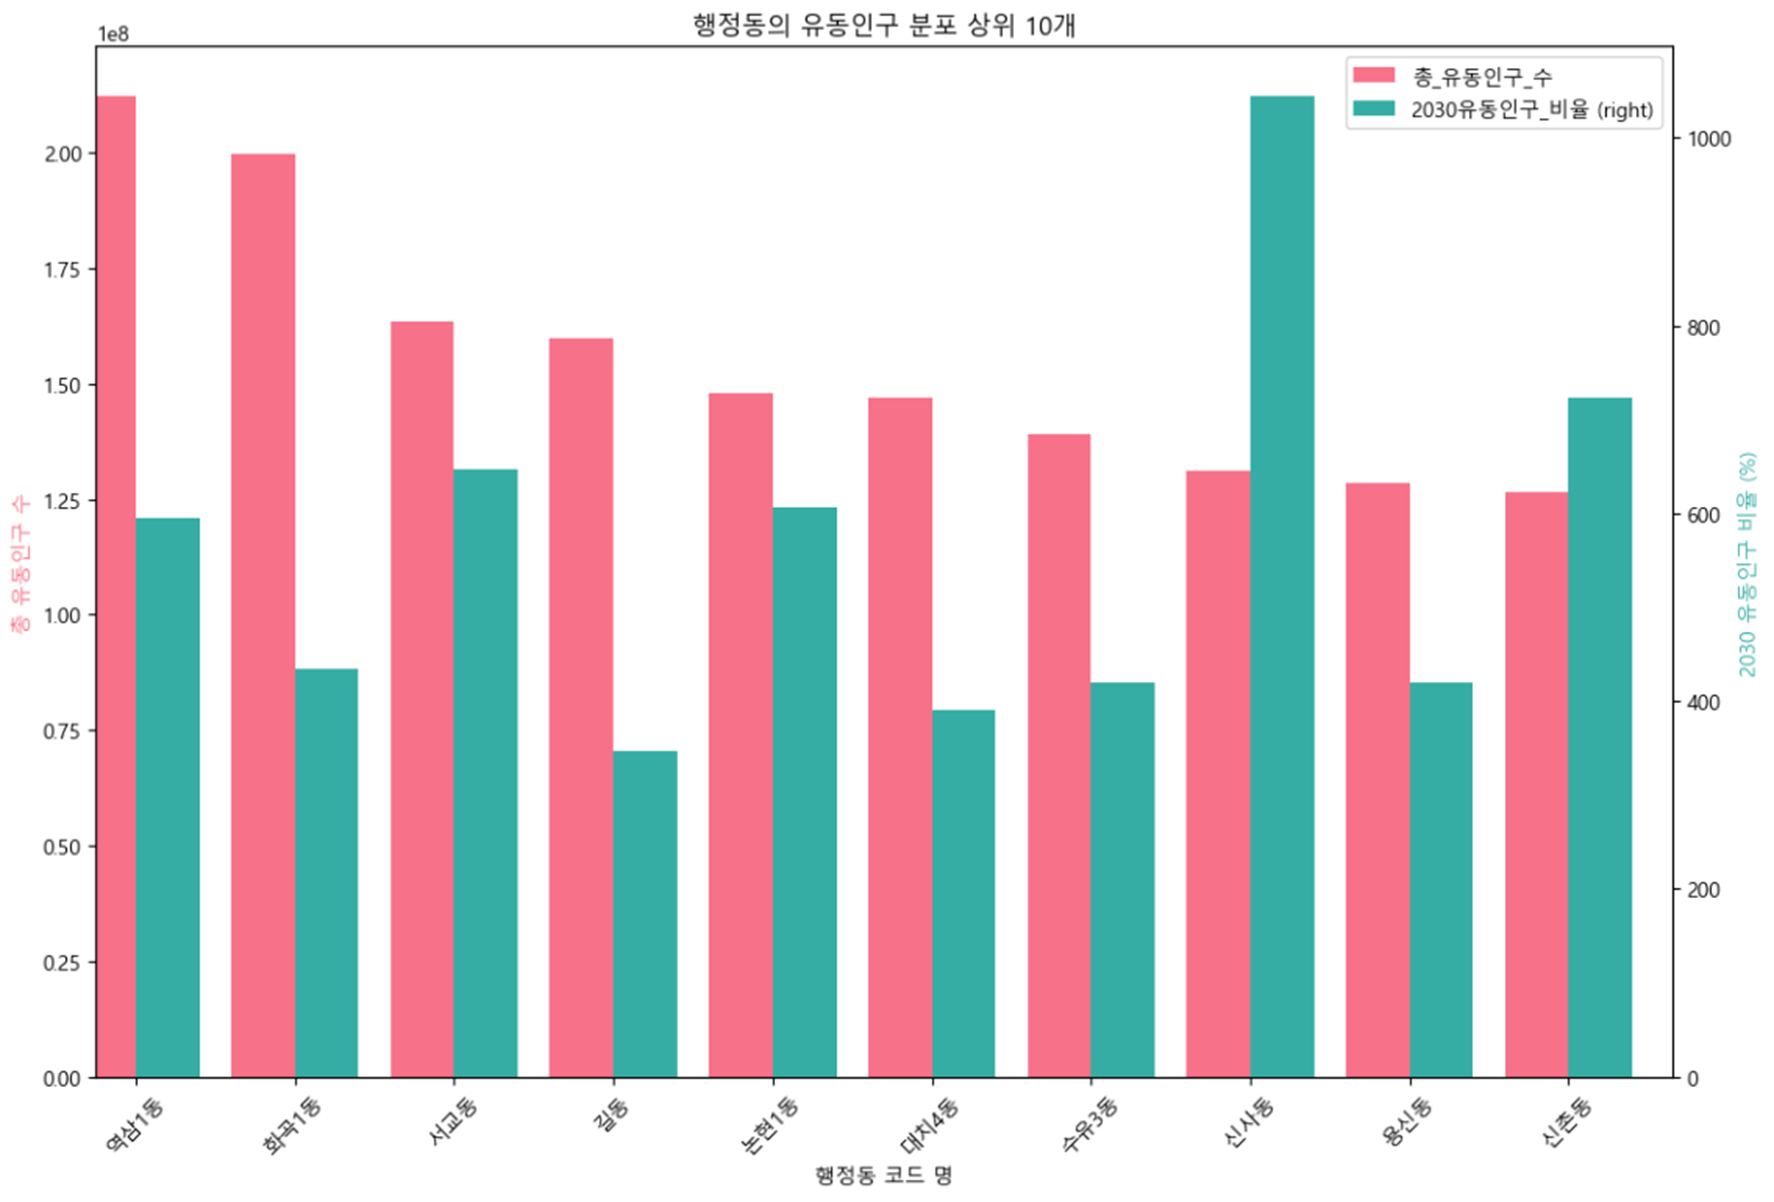 행정동의 유동인구 분포 상위 10개
1e8
총_유동인구_수
2030유동인구_비율 (right)
2.00
1.75
1.50
1.25
1.00
0.75
0.50
0.25
0.00
총 유동인구 수
1000
800
600
400
200
0
2030 유동인구 비율 (%)
역삼1동
화곡1동
서교동
길동
논현1동
대치4동
수유3동
신사동
용신동
신촌동
행정동 코드 명